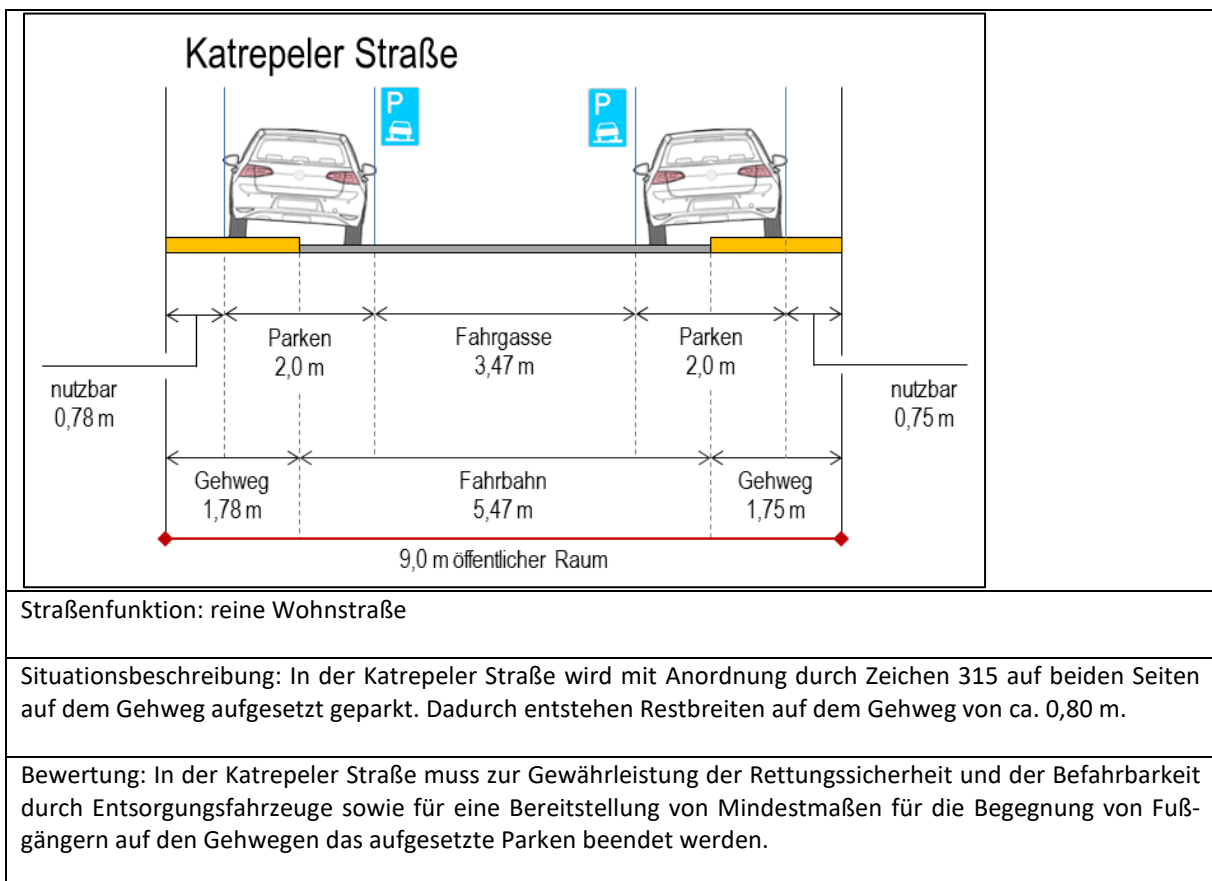 Katrepeler Straße
P
P
Parken
2,0 m
Fahrgasse
3,47 m
Parken
2,0 m
nutzbar
0,78 m
nutzbar
0,75 m
Gehweg
1,78 m
Fahrbahn
5,47 m
Gehweg
1,75 m
9,0 m öffentlicher Raum
Straßenfunktion: reine Wohnstraße
Situationsbeschreibung: In der Katrepeler Straße wird mit Anordnung durch Zeichen 315 auf beiden Seiten
auf dem Gehweg aufgesetzt geparkt. Dadurch entstehen Restbreiten auf dem Gehweg von ca. 0,80 m.
Bewertung: In der Katrepeler Straße muss zur Gewährleistung der Rettungssicherheit und der Befahrbarkeit
durch Entsorgungsfahrzeuge sowie für eine Bereitstellung von Mindestmaßen für die Begegnung von Fuß-
gängern auf den Gehwegen das aufgesetzte Parken beendet werden.